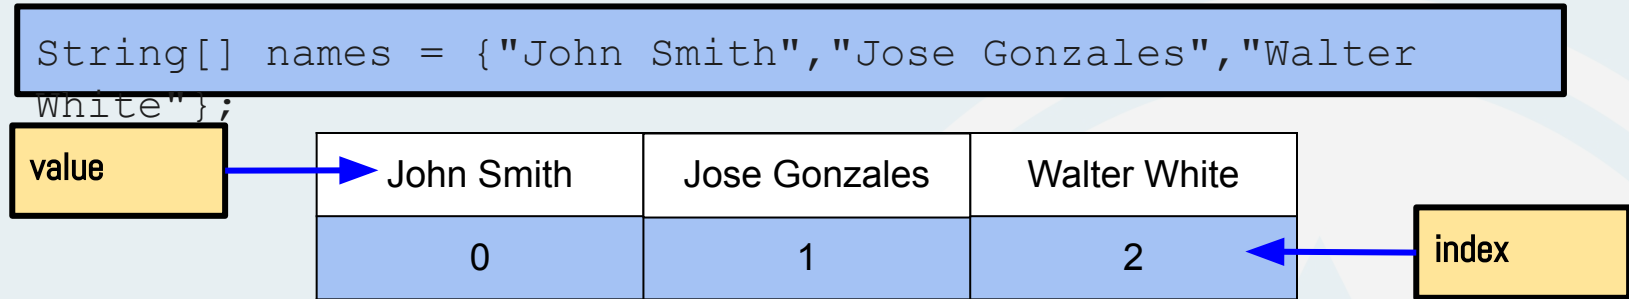 String[] names = {"John Smith","Jose Gonzales","Walter
White"};
value
John Smith Jose Gonzales Walter White
0 1 2
index